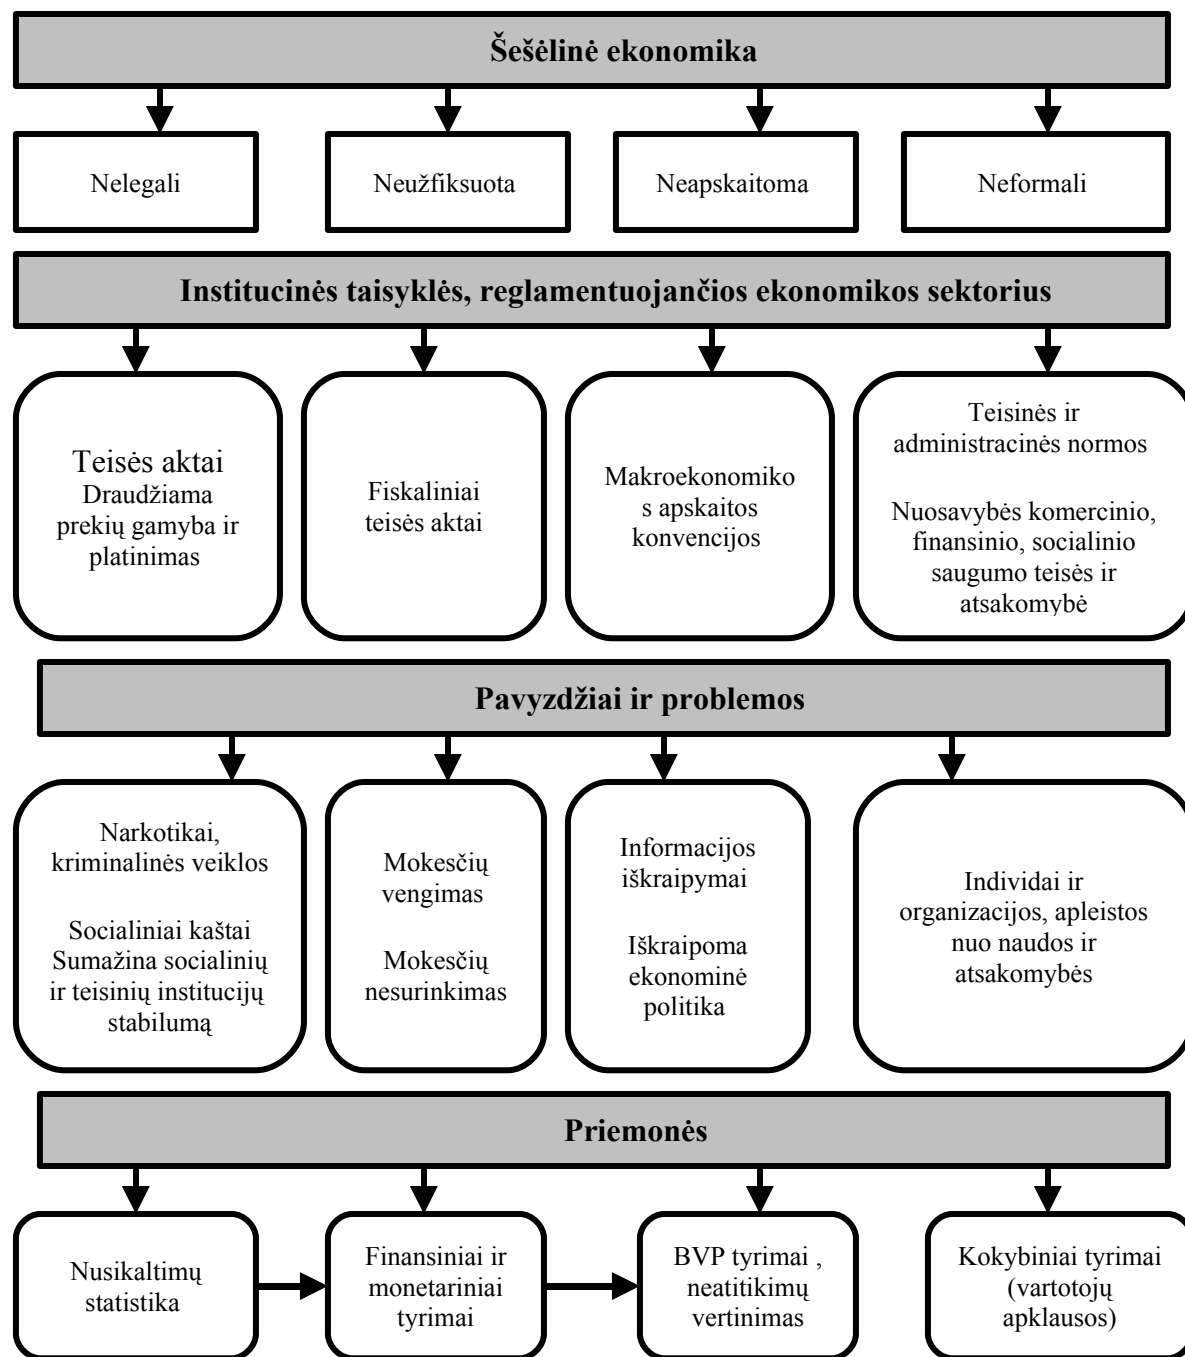 Šešėlinė ekonomika
Nelegali
Neužfiksuota
Neapskaitoma
Neformali
Institucinės taisyklės, reglamentuojančios ekonomikos sektorius
Teisės aktai
Draudžiama
prekių gamyba ir
platinimas
Fiskaliniai
teisės aktai
Makroekonomiko
s apskaitos
konvencijos
Teisinės ir
administracinės normos
Nuosavybės komercinio,
finansinio, socialinio
saugumo teisės ir
atsakomybė
Pavyzdžiai ir problemos
Narkotikai,
kriminalinės veiklos
Socialiniai kaštai
Sumažina socialinių
ir teisinių institucijų
stabilumą
Mokesčių
vengimas
Mokesčių
nesurinkimas
Informacijos
iškraipymai
Iškraipoma
ekonominė
politika
Individai ir
organizacijos, apleistos
nuo naudos ir
atsakomybės
Priemonės
Nusikaltimų
statistika
Finansiniai ir
monetariniai
tyrimai
BVP tyrimai ,
neatitikimų
vertinimas
Kokybiniai tyrimai
(vartotojų
apklausos)